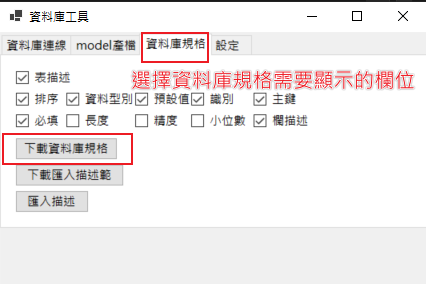 資料庫工具
資料庫連線 model產檔 資料庫規格 設定
表描述
選擇資料庫規格需要顯示的欄位
排序 資料型別 預設值 識別 主鍵
必填 長度 精度 小位數 欄描述
下載資料庫規格
下載匯入描述範
匯入描述